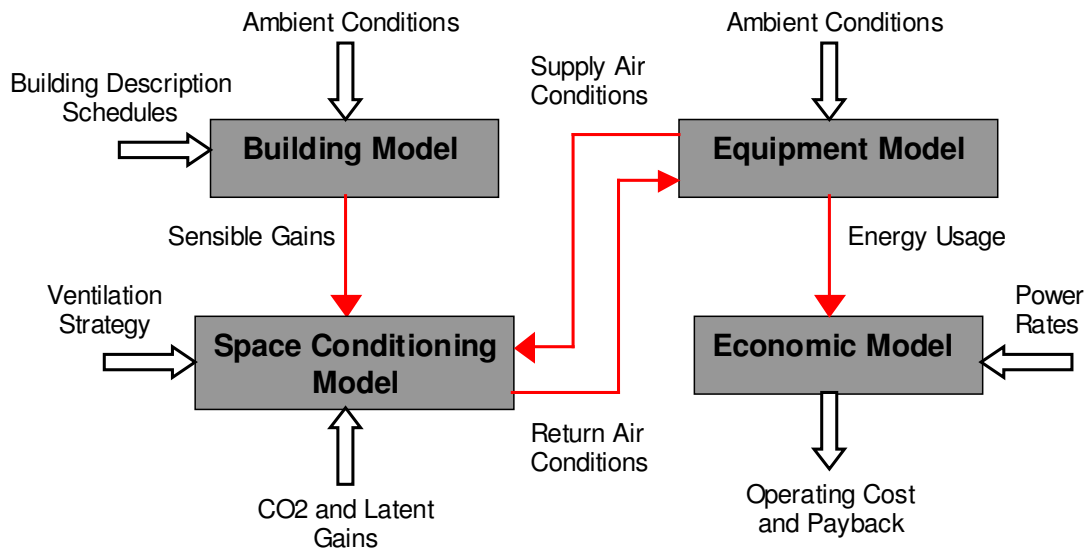 Ambient Conditions
Ambient Conditions
Building Description
Schedules
Supply Air
Conditions
Building Model
Equipment Model
Sensible Gains
Energy Usage
Ventilation
Strategy
Power
Rates
Space Conditioning
Model
Economic Model
Return Air
Conditions
CO2 and Latent
Gains
Operating Cost
and Payback